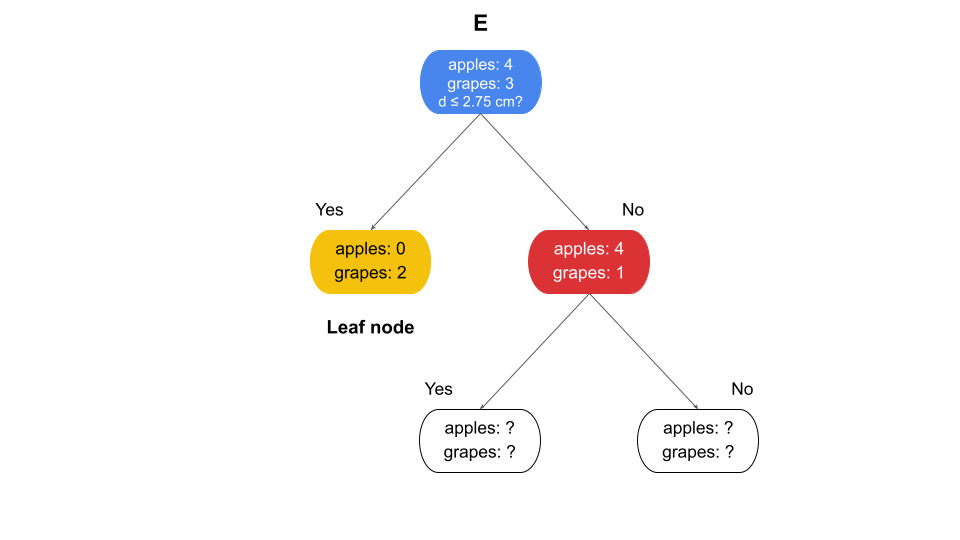 E
apples: 4
grapes: 3
d ≤ 2.75 cm?
Yes
No
apples: 0
grapes: 2
apples: 4
grapes: 1
Leaf node
Yes
No
apples: ?
grapes: ?
apples: ?
grapes: ?